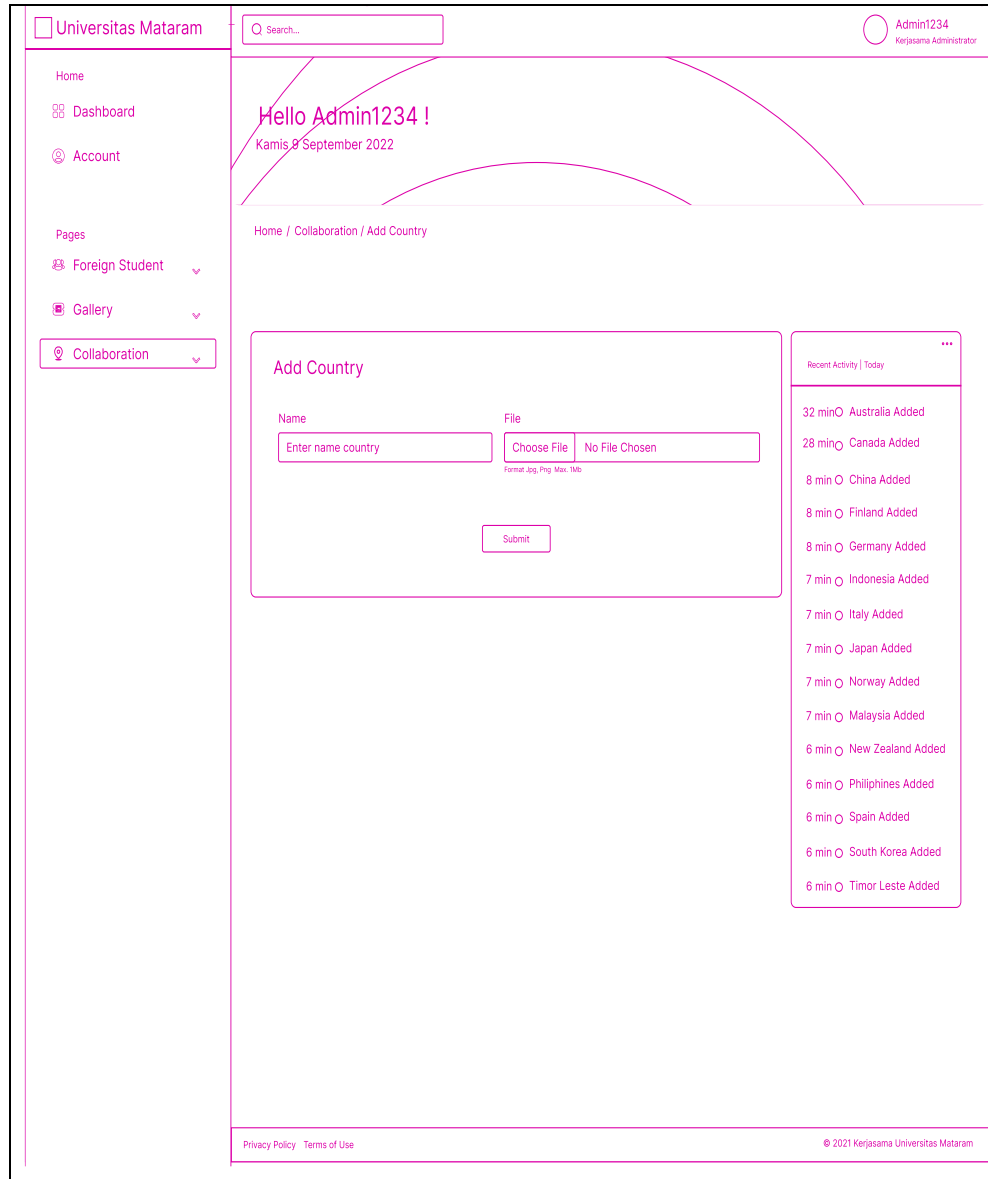 Universitas Mataram
Search...
Admin1234
Kerjasama Administrator
Home
Dashboard
Account
Pages
Foreign Student
Gallery
Collaboration
Hello Admin1234 !
Kamis 9 September 2022
Home / Collaboration / Add Country
Add Country
Name
File
Enter name country
Choose File
No File Chosen
Format Jpg, Png Max. 1Mb
Submit
Recent Activity | Today
32 min Australia Added
28 min Canada Added
8 min China Added
8 min Finland Added
8 min Germany Added
7 min Indonesia Added
7 min Italy Added
7 min Japan Added
7 min Norway Added
7 min Malaysia Added
6 min New Zealand Added
6 min Philiphines Added
6 min Spain Added
6 min South Korea Added
6 min Timor Leste Added
Privacy Policy Terms of Use
© 2021 Kerjasama Universitas Mataram